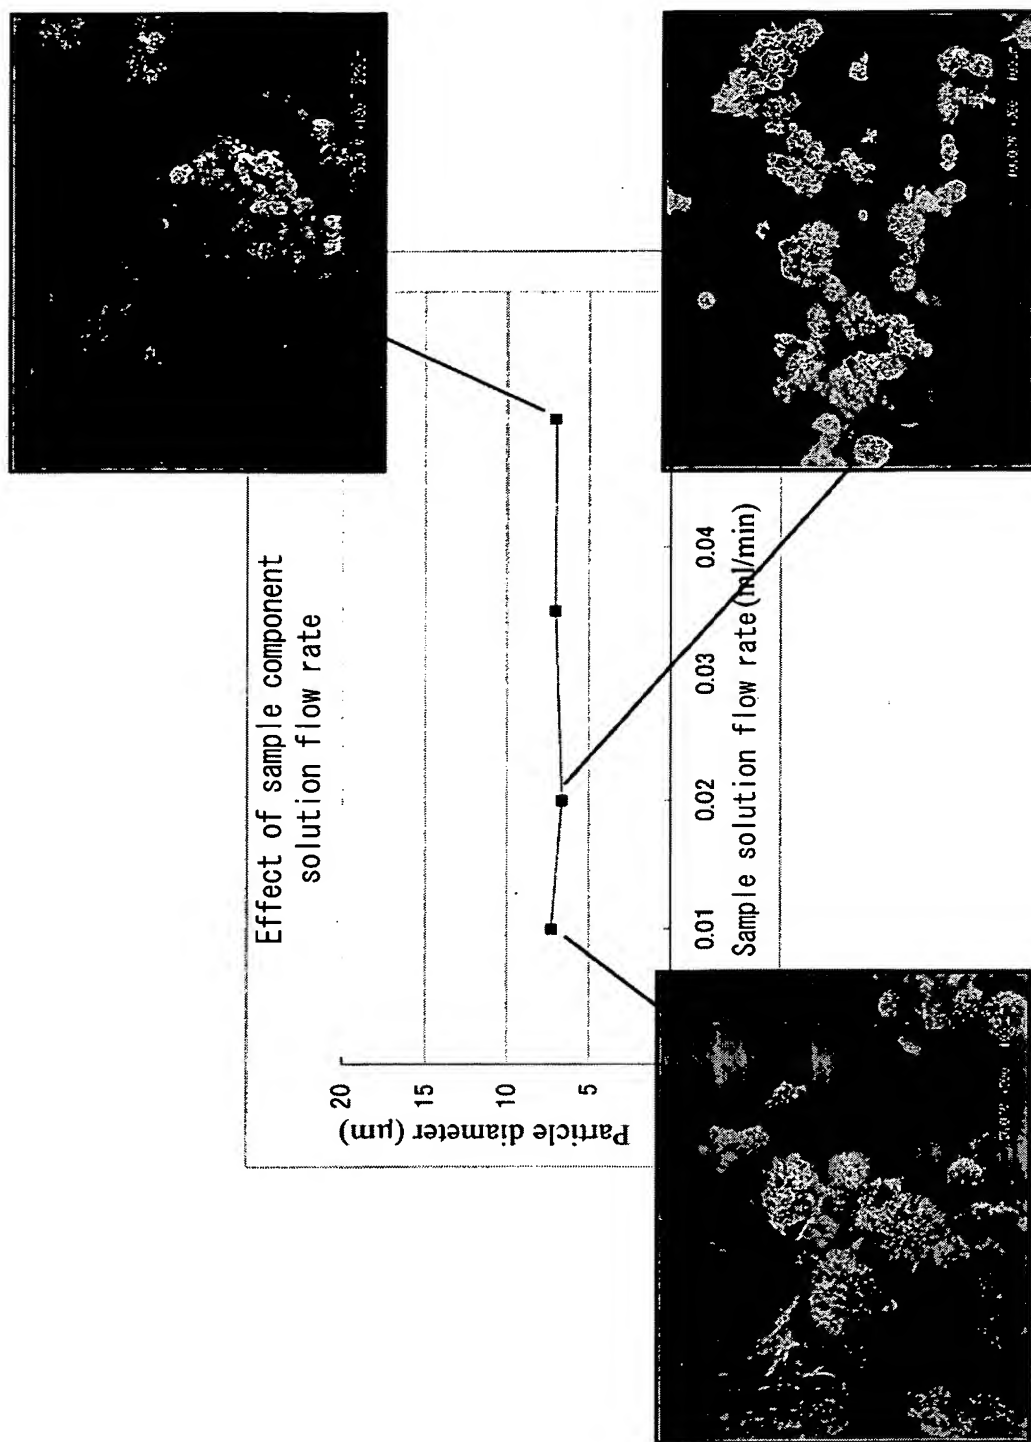 Effect of sample component
solution flow rate
20
15
10
5
Particle diameter (μm)
0.01
0.02
0.03
0.04
Sample solution flow rate(ml/min)